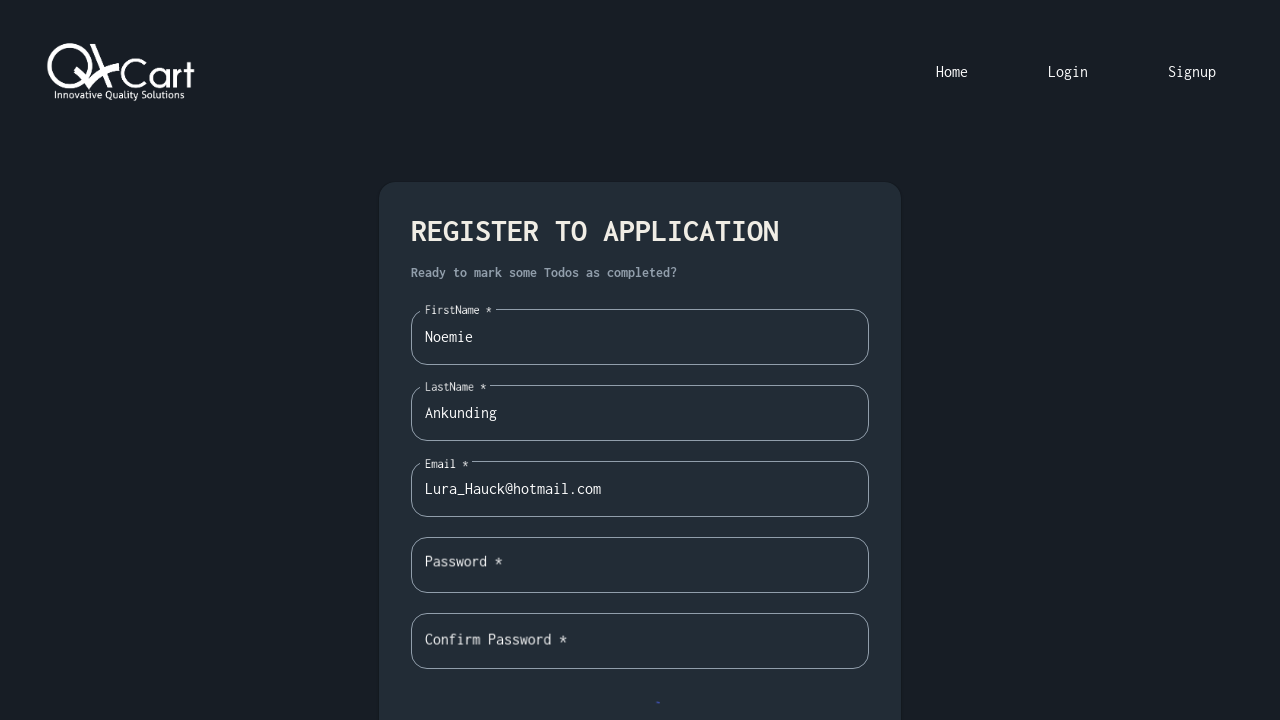 QACart
Innovative Quality Solutions
Home
Login
Signup
REGISTER TO APPLICATION
Ready to mark some Todos as completed?
FirstName *
Noemie
LastName *
Ankunding
Email *
Lura_Hauck@hotmail.com
Password *
Confirm Password *